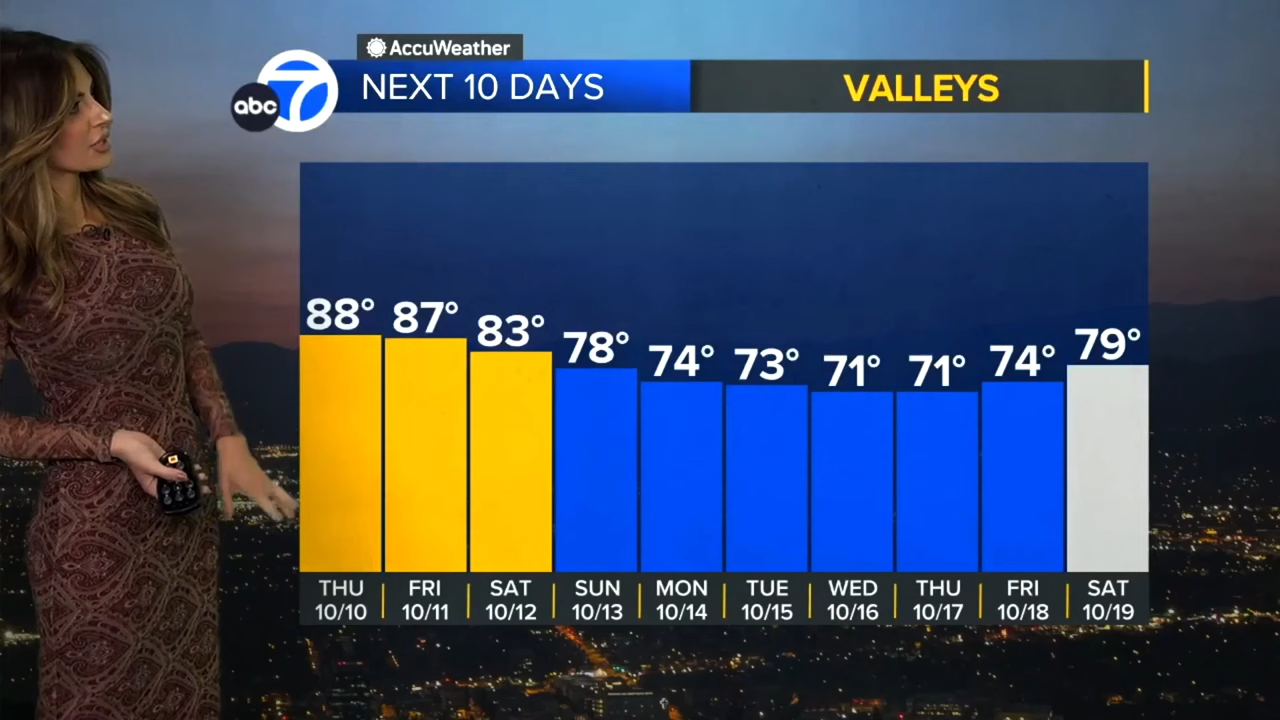 AccuWeather
abc 7
NEXT 10 DAYS
VALLEYS
88° 87° 83° 78° 74° 73° 71° 71° 74° 79°
THU FRI SAT SUN MON TUE WED THU FRI SAT
10/10 10/11 10/12 10/13 10/14 10/15 10/16 10/17 10/18 10/19